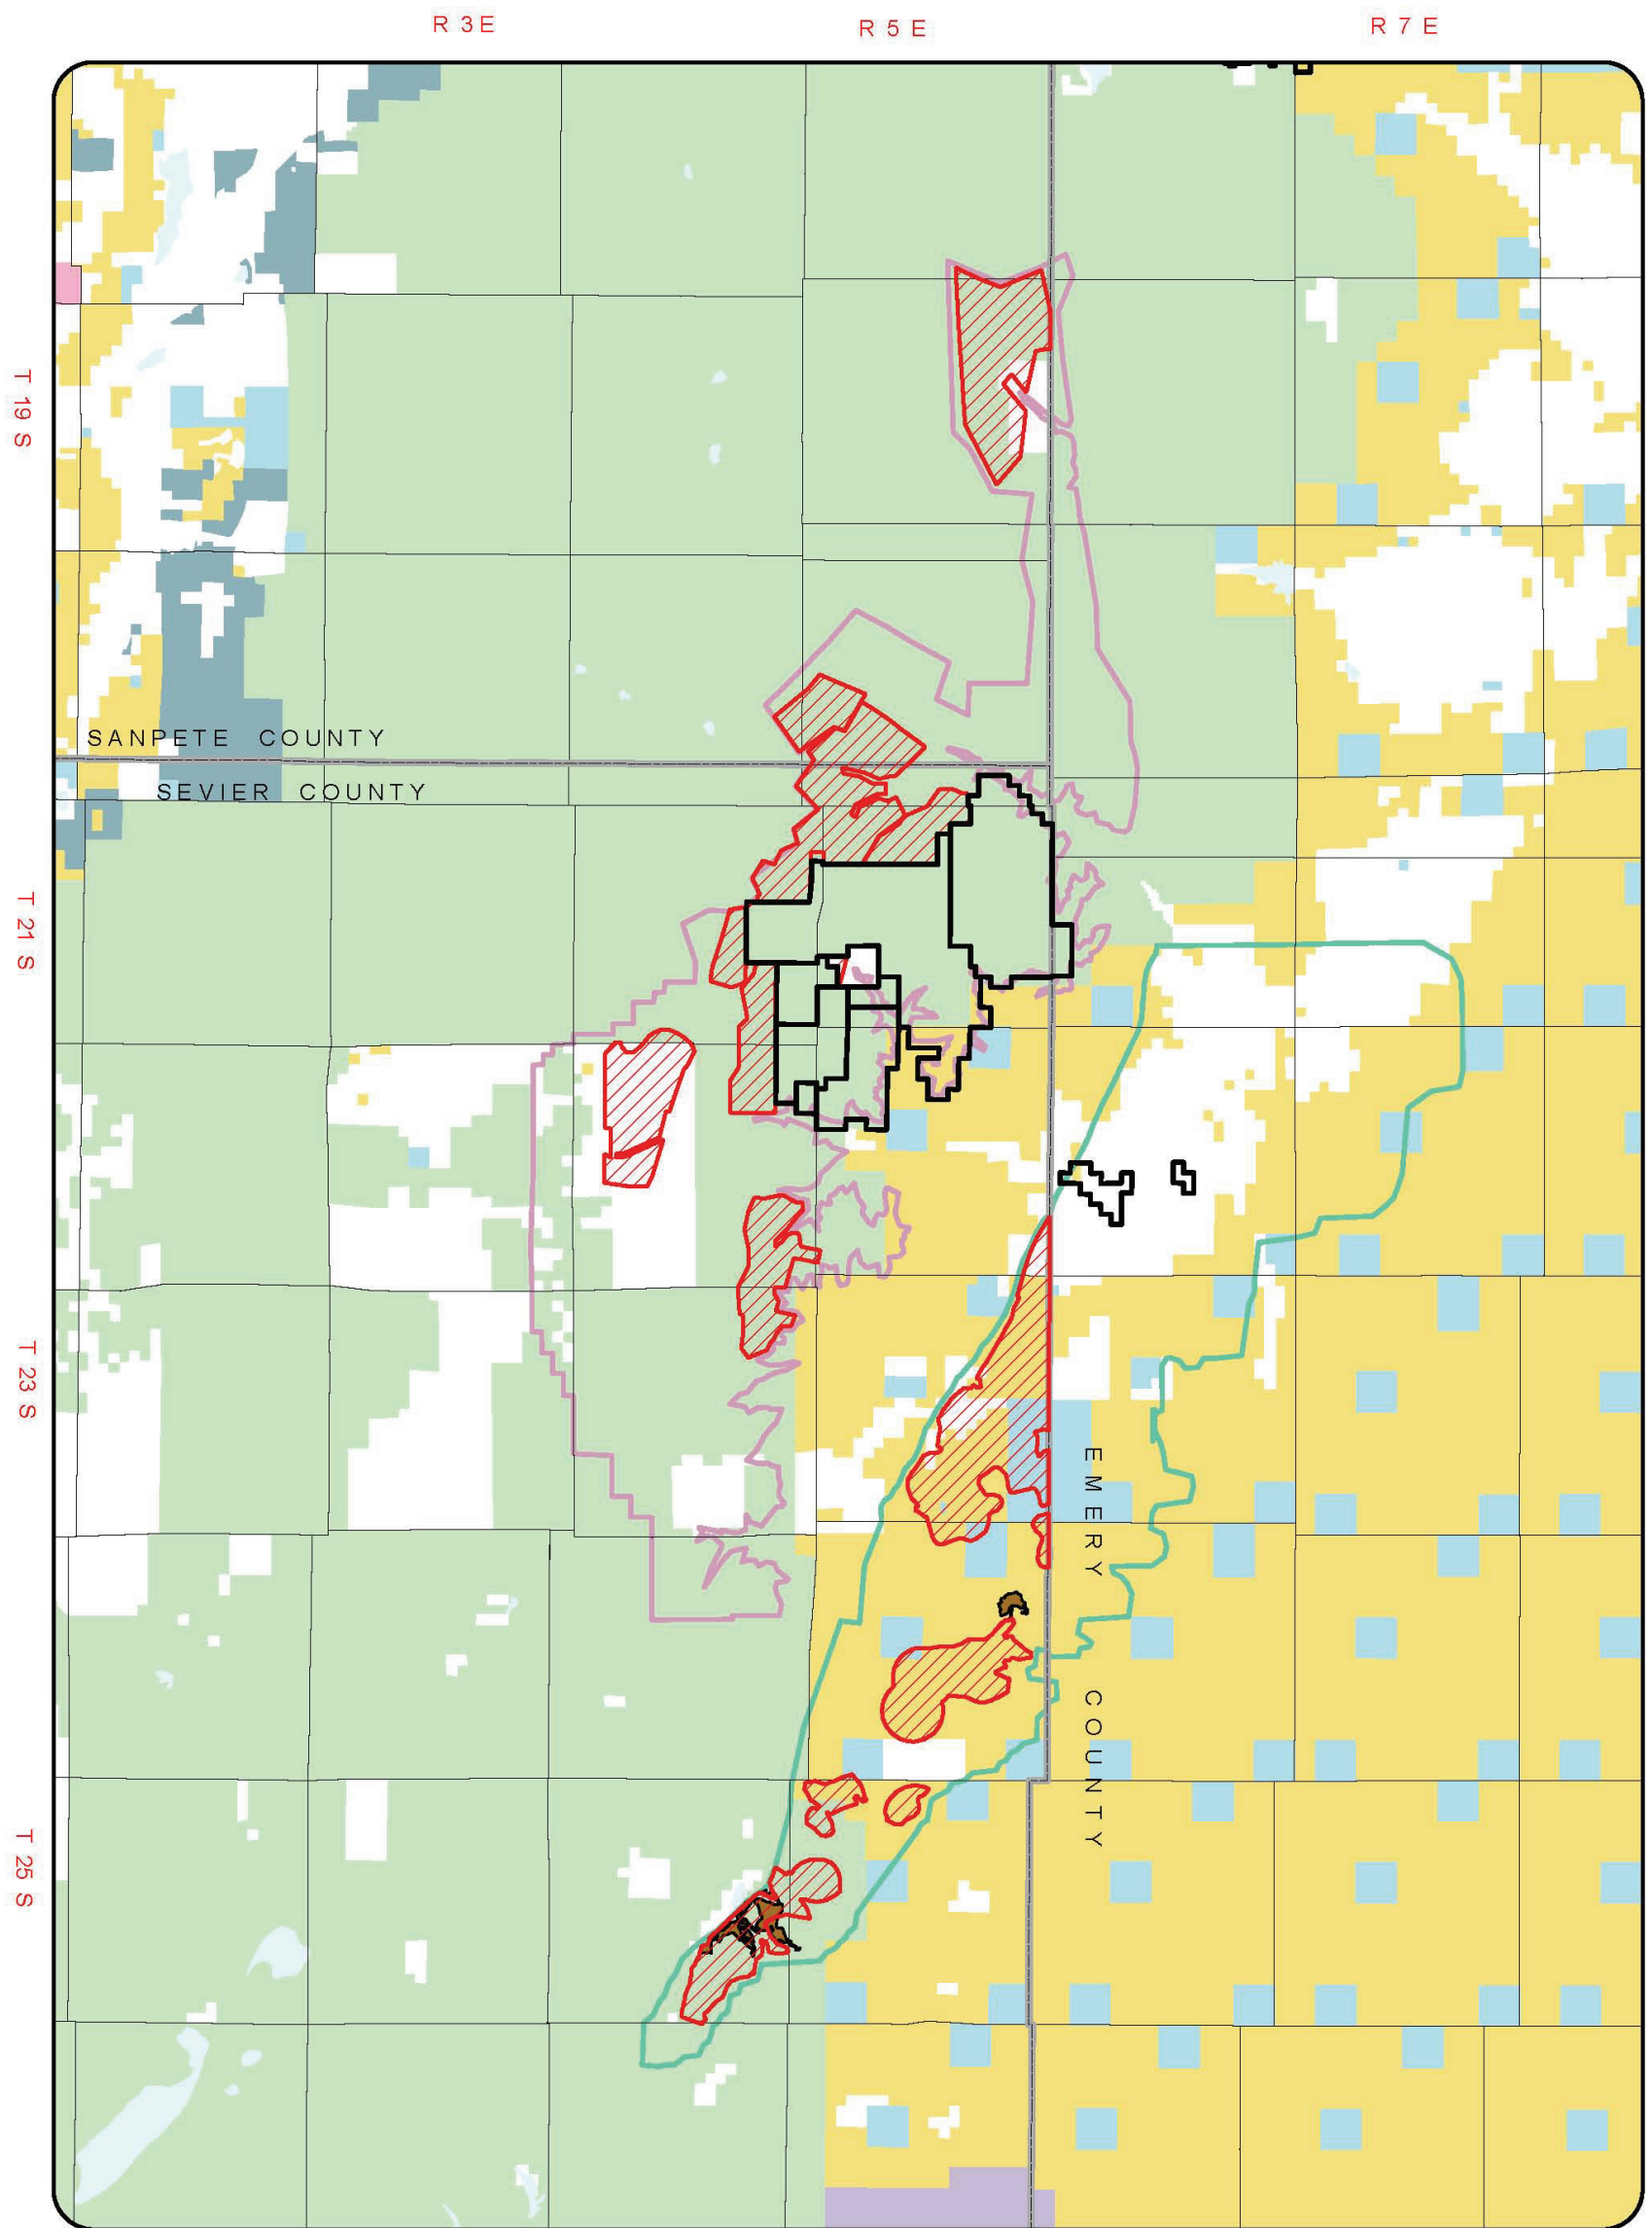 R 3 E
R 5 E
R 7 E
T 19 S
SANPETE COUNTY
SEVIER COUNTY
T 21 S
T 23 S
EMERY COUNTY
T 25 S